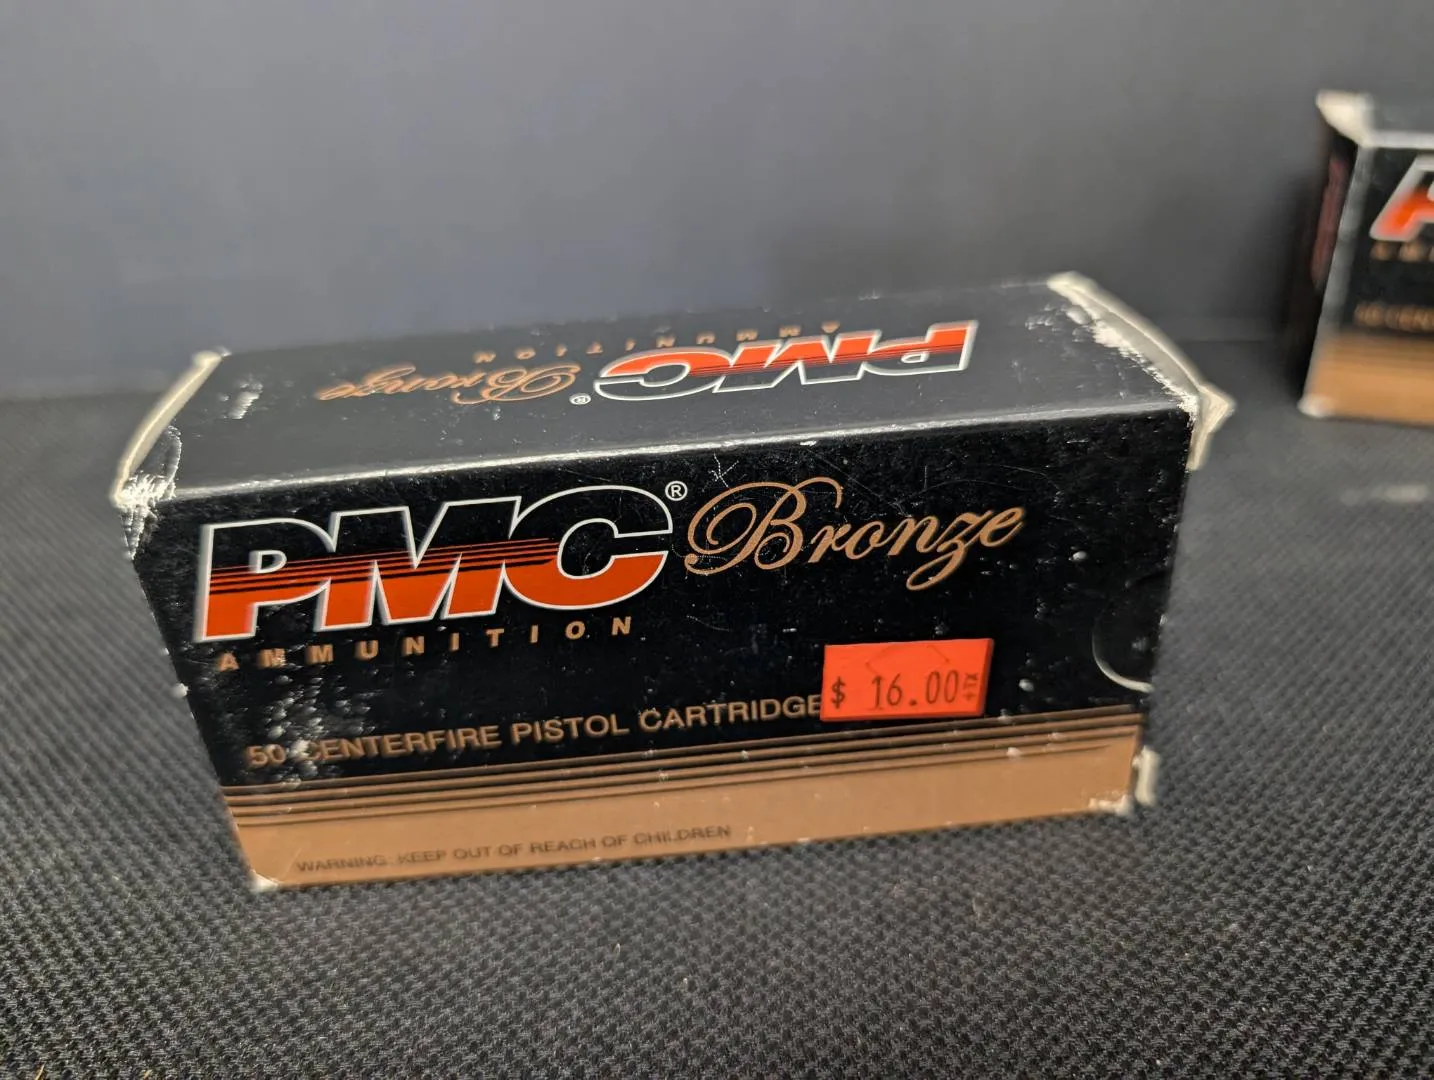 PMC® Bronze
AMMUNITION
PMC® Bronze
AMMUNITION
50 CENTERFIRE PISTOL CARTRIDGE
$ 16.00 +TX
WARNING: KEEP OUT OF REACH OF CHILDREN